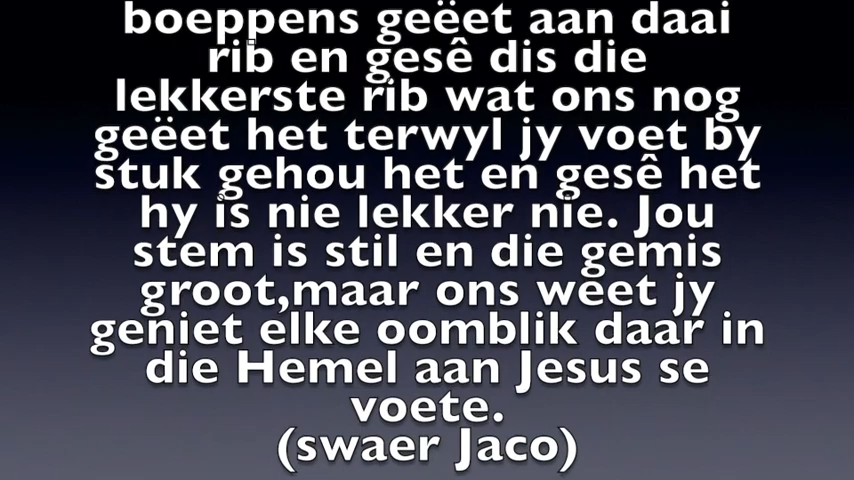 boeppens geëet aan daai
rib en gesê dis die
lekkerste rib wat ons nog
geëet het terwyl jy voet by
stuk gehou het en gesê het
hy is nie lekker nie. Jou
stem is stil en die gemis
groot,maar ons weet jy
geniet elke oomblik daar in
die Hemel aan Jesus se
voete.
(swaer Jaco)